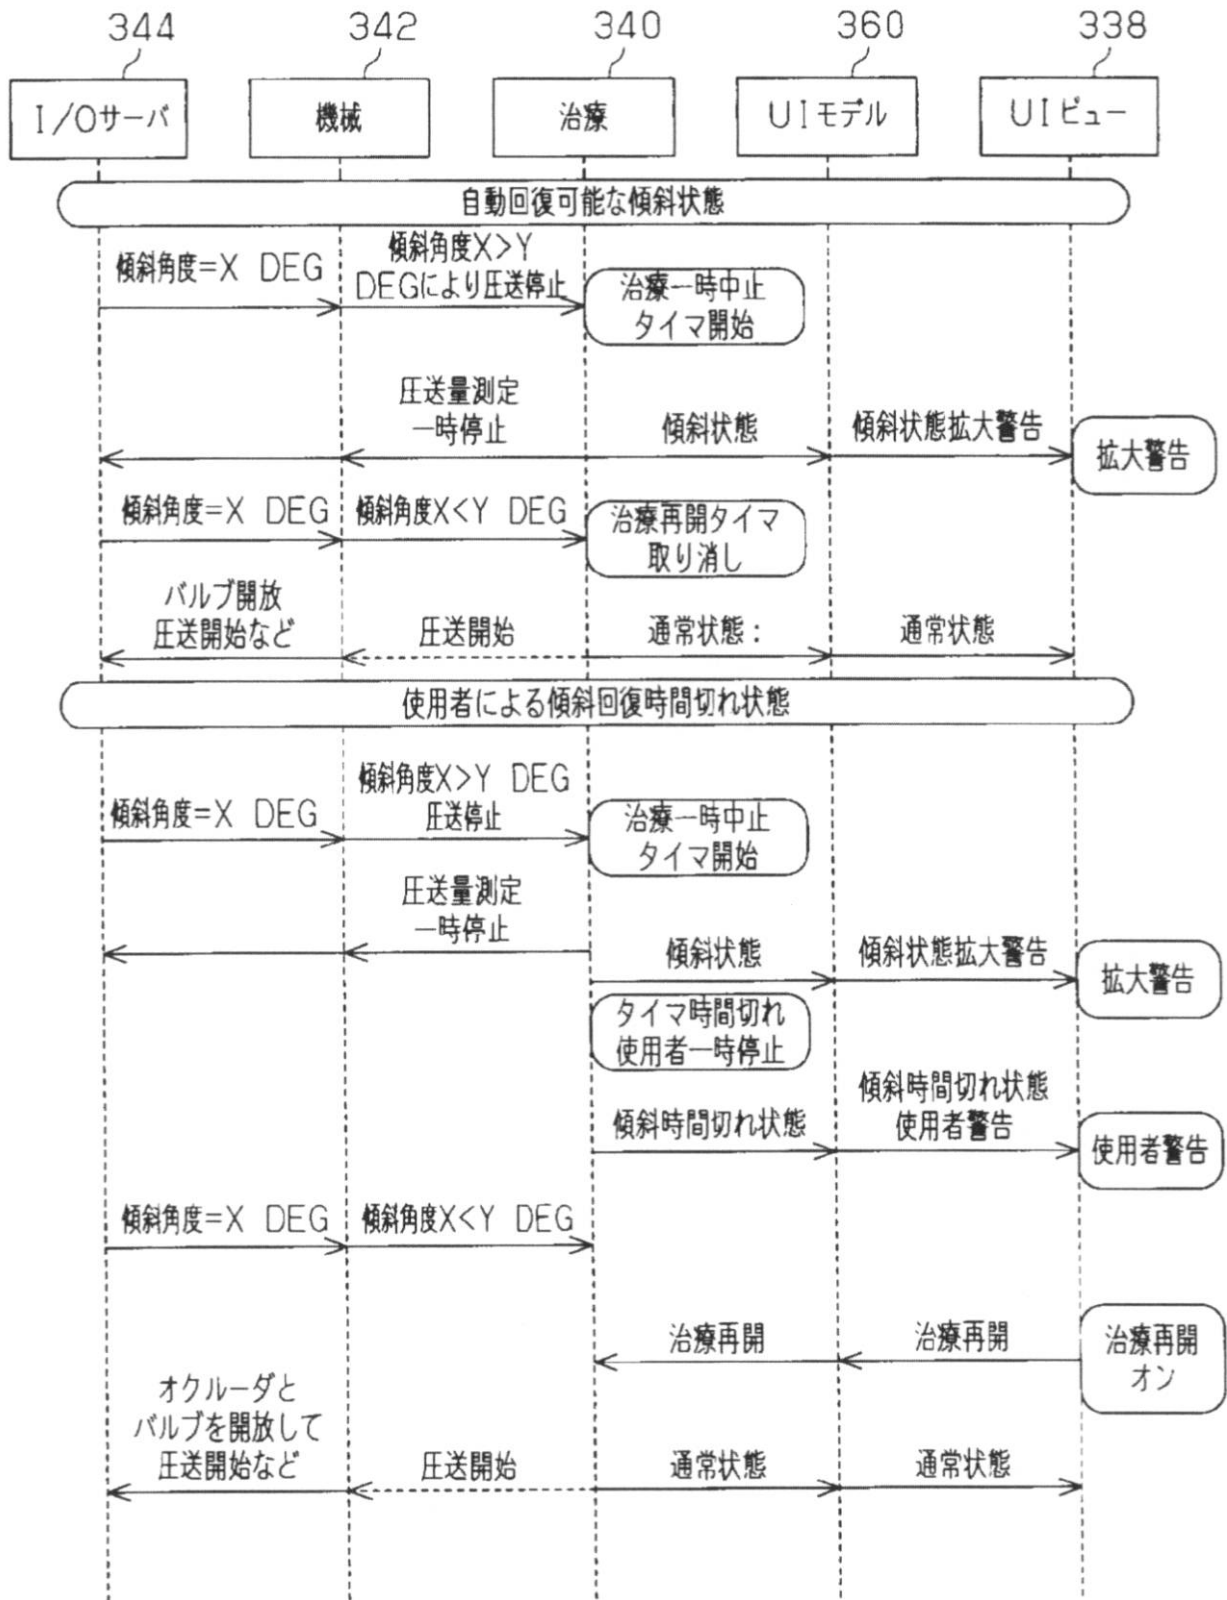 344
342
340
360
338
I/Oサーバ
機械
治療
UIモデル
UIビュー
自動回復可能な傾斜状態
傾斜角度=X DEG
傾斜角度X>Y
DEGにより圧送停止
治療一時中止
タイマ開始
圧送量測定
一時停止
傾斜状態
傾斜状態拡大警告
拡大警告
傾斜角度=X DEG
傾斜角度X<Y DEG
治療再開タイマ
取り消し
バルブ開放
圧送開始など
圧送開始
通常状態:
通常状態
使用者による傾斜回復時間切れ状態
傾斜角度=X DEG
傾斜角度X>Y DEG
圧送停止
治療一時中止
タイマ開始
圧送量測定
一時停止
傾斜状態
傾斜状態拡大警告
拡大警告
タイマ時間切れ
使用者一時停止
傾斜時間切れ状態
傾斜時間切れ状態
使用者警告
使用者警告
傾斜角度=X DEG
傾斜角度X<Y DEG
治療再開
治療再開
治療再開
オン
オクルーダと
バルブを開放して
圧送開始など
圧送開始
通常状態
通常状態